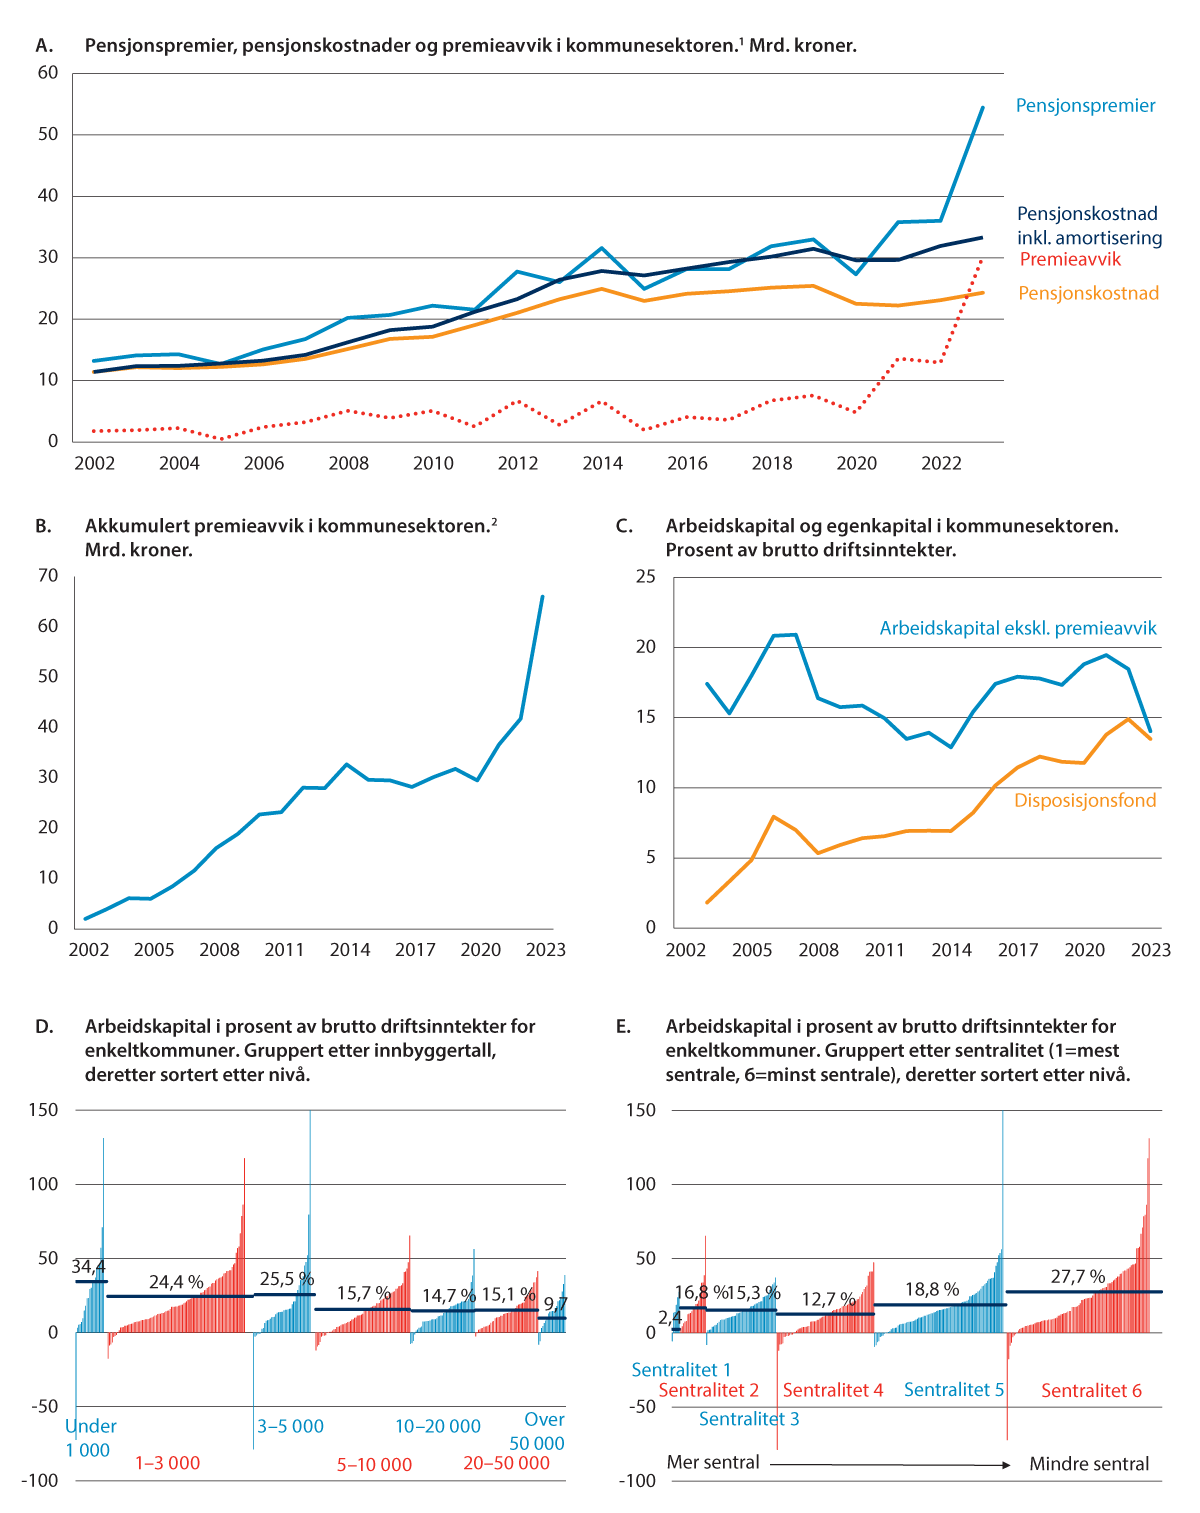 A. Pensjonspremier, pensjonskostnader og premieavvik i kommunesektoren.¹ Mrd. kroner.
60
50
40
30
20
10
0
Pensjonspremier
Pensjonskostnad
inkl. amortisering
Premieavvik
Pensjonskostnad
2002 2004 2006 2008 2010 2012 2014 2016 2018 2020 2022
B. Akkumulert premieavvik i kommunesektoren.²
Mrd. kroner.
70
60
50
40
30
20
10
0
2002 2005 2008 2011 2014 2017 2020 2023
C. Arbeidskapital og egenkapital i kommunesektoren.
Prosent av brutto driftsinntekter.
25
20
15
10
5
0
Arbeidskapital ekskl. premieavvik
Disposisjonsfond
2002 2005 2008 2011 2014 2017 2020 2023
D. Arbeidskapital i prosent av brutto driftsinntekter for
enkeltkommuner. Gruppert etter innbyggertall,
deretter sortert etter nivå.
150
100
50
0
-50
-100
34,4
24,4 %
25,5 %
15,7 %
14,7 %
15,1 %
9,7
Under
1 000
1–3 000
3–5 000
5–10 000
10–20 000
20–50 000
Over
50 000
E. Arbeidskapital i prosent av brutto driftsinntekter for
enkeltkommuner. Gruppert etter sentralitet (1=mest
sentrale, 6=minst sentrale), deretter sortert etter nivå.
150
100
50
0
-50
-100
2,4
16,8 %
15,3 %
12,7 %
18,8 %
27,7 %
Sentralitet 1
Sentralitet 2
Sentralitet 3
Sentralitet 4
Sentralitet 5
Sentralitet 6
Mer sentral
Mindre sentral